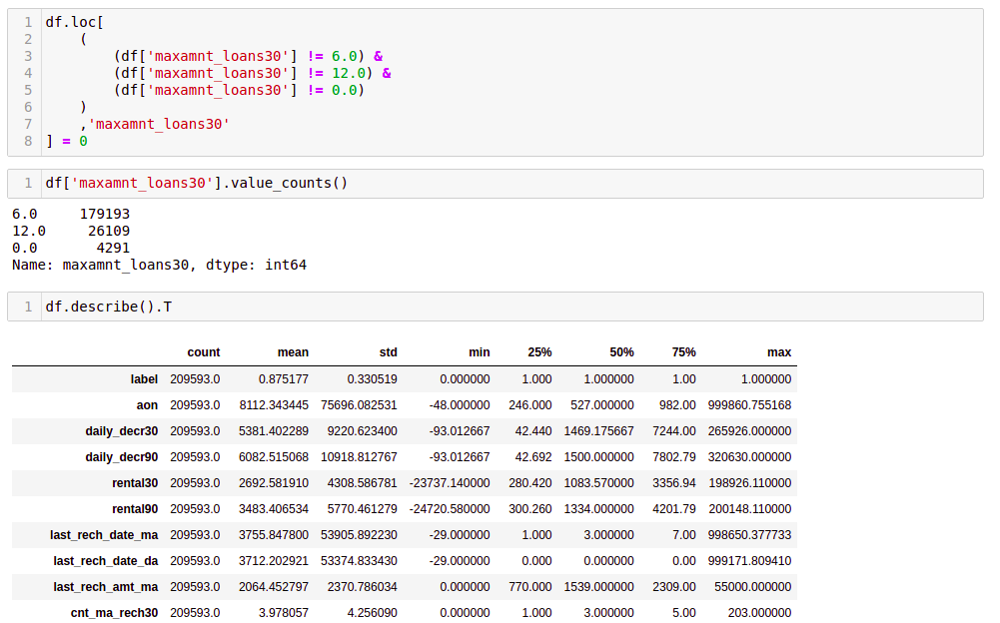 1 df.loc[
2     (
3         (df['maxamnt_loans30'] != 6.0) &
4         (df['maxamnt_loans30'] != 12.0) &
5         (df['maxamnt_loans30'] != 0.0)
6     )
7     ,'maxamnt_loans30'
8 ] = 0
1 df['maxamnt_loans30'].value_counts()
6.0     179193
12.0     26109
0.0       4291
Name: maxamnt_loans30, dtype: int64
1 df.describe().T
count mean std min 25% 50% 75% max
label 209593.0 0.875177 0.330519 0.000000 1.000 1.000000 1.00 1.000000
aon 209593.0 8112.343445 75696.082531 -48.000000 246.000 527.000000 982.00 999860.755168
daily_decr30 209593.0 5381.402289 9220.623400 -93.012667 42.440 1469.175667 7244.00 265926.000000
daily_decr90 209593.0 6082.515068 10918.812767 -93.012667 42.692 1500.000000 7802.79 320630.000000
rental30 209593.0 2692.581910 4308.586781 -23737.140000 280.420 1083.570000 3356.94 198926.110000
rental90 209593.0 3483.406534 5770.461279 -24720.580000 300.260 1334.000000 4201.79 200148.110000
last_rech_date_ma 209593.0 3755.847800 53905.892230 -29.000000 1.000 3.000000 7.00 998650.377733
last_rech_date_da 209593.0 3712.202921 53374.833430 -29.000000 0.000 0.000000 0.00 999171.809410
last_rech_amt_ma 209593.0 2064.452797 2370.786034 0.000000 770.000 1539.000000 2309.00 55000.000000
cnt_ma_rech30 209593.0 3.978057 4.256090 0.000000 1.000 3.000000 5.00 203.000000